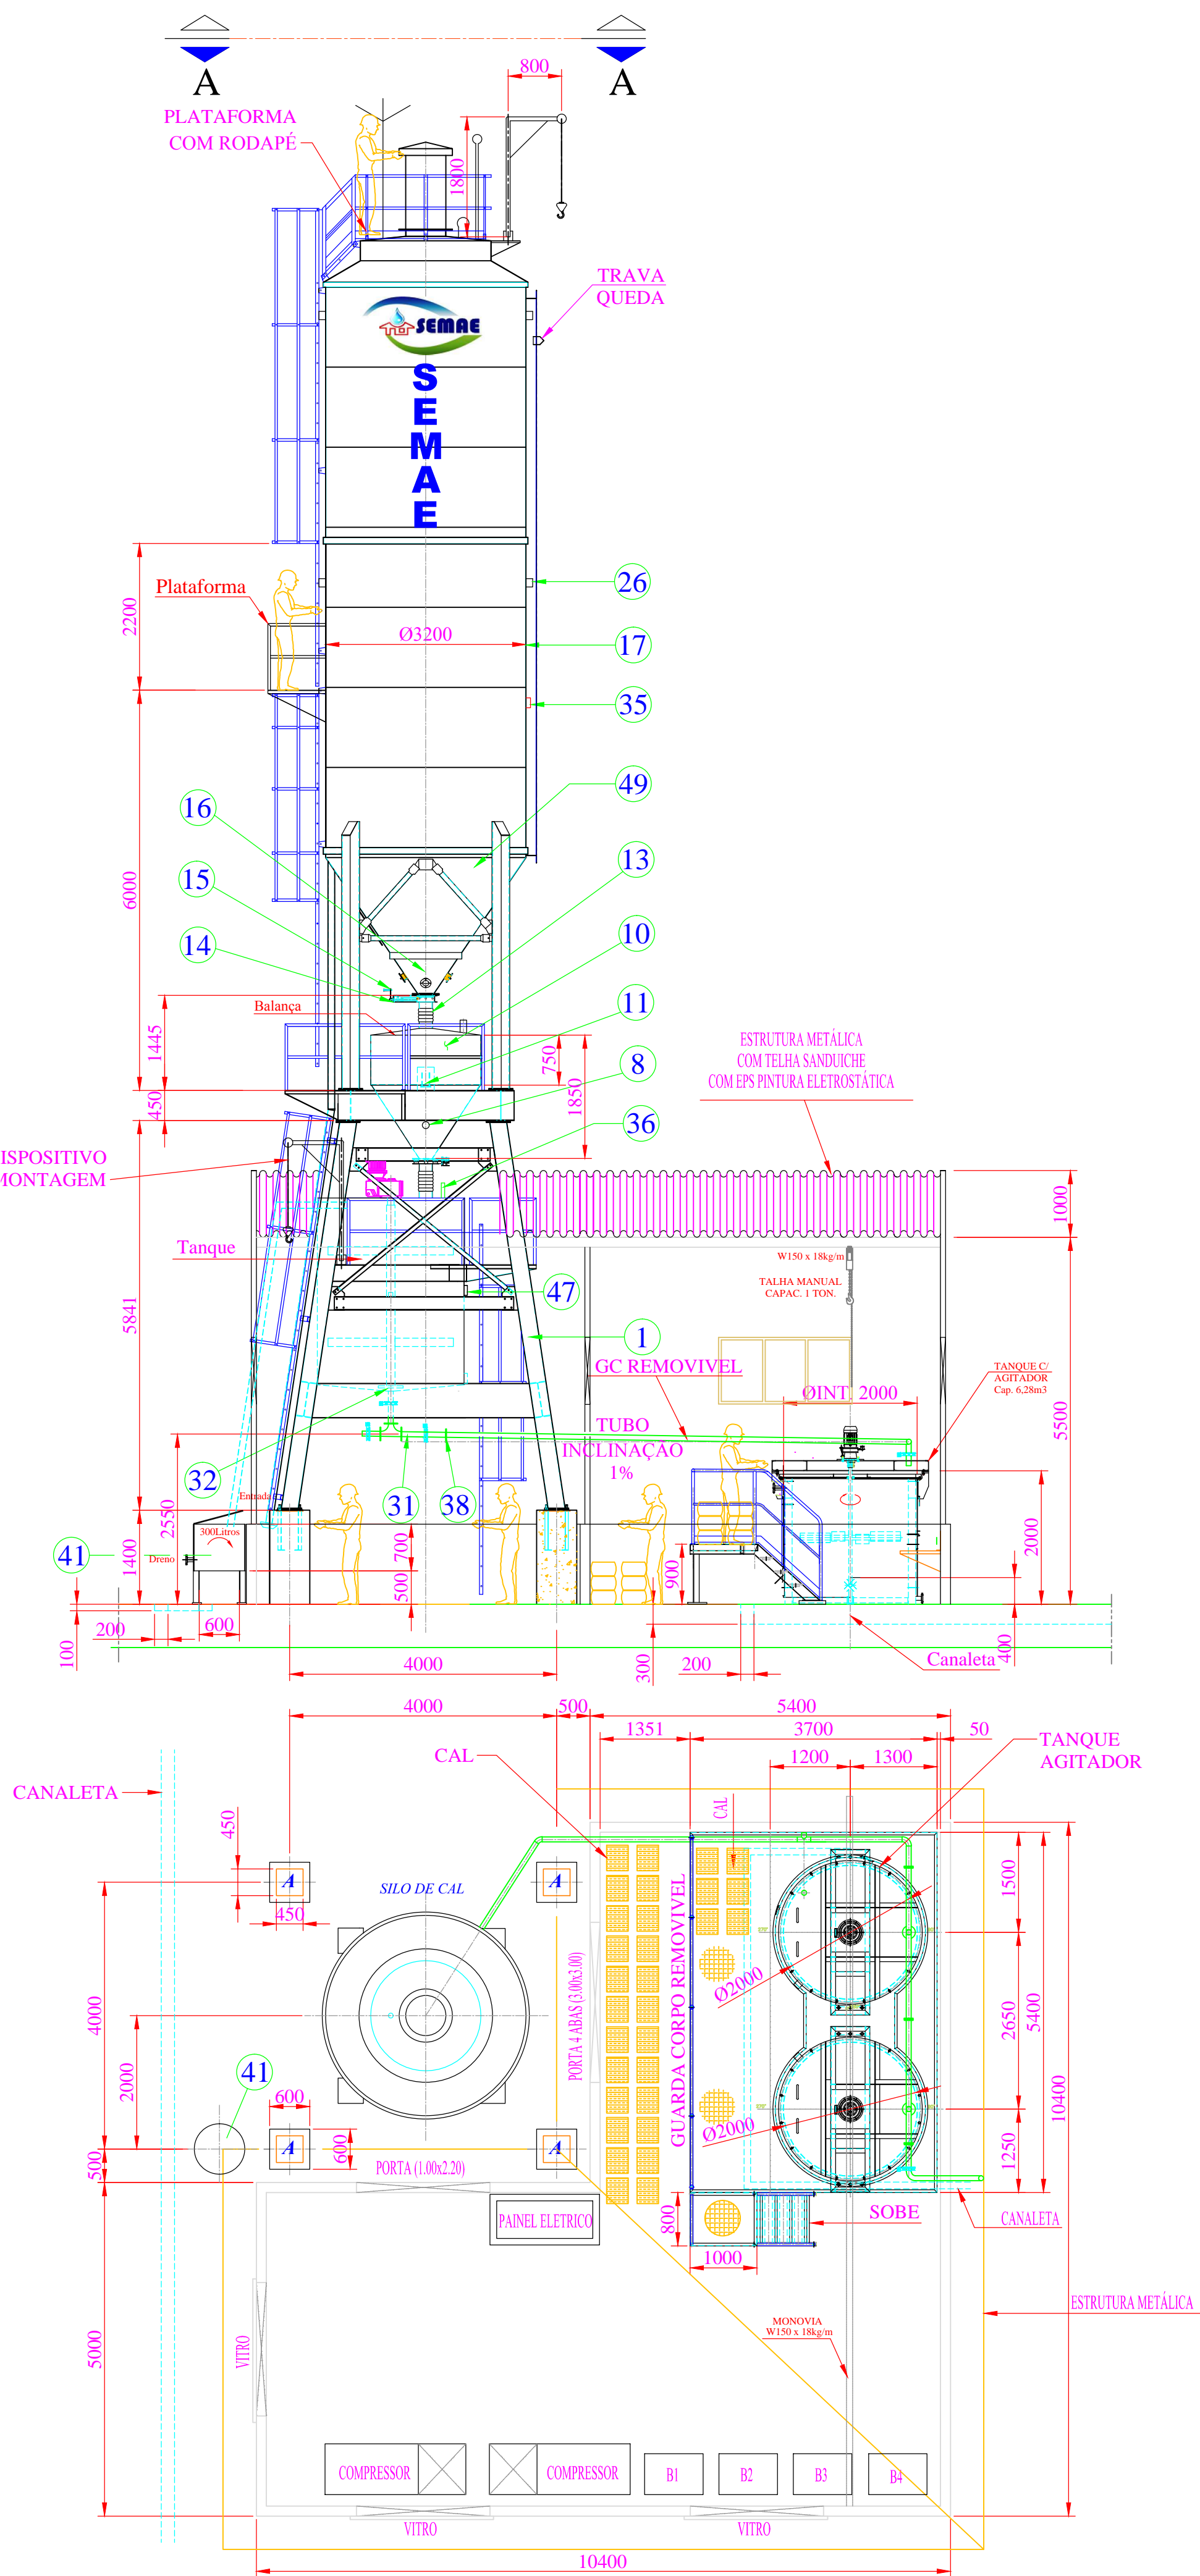 A
A
800
PLATAFORMA
COM RODAPÉ
1800
TRAVA
QUEDA
SEMAE
S
E
M
A
E
2200
Plataforma
26
Ø3200
17
35
49
16
6000
13
15
10
14
11
Balança
1445
750
1850
8
450
36
ESTRUTURA METÁLICA
COM TELHA SANDUICHE
COM EPS PINTURA ELETROSTÁTICA
ISPOSITIVO
MONTAGEM
1000
Tanque
W150 x 18kg/m
TALHA MANUAL
CAPAC. 1 TON.
47
5841
1
GC REMOVIVEL
TANQUE C/
AGITADOR
Cap. 6,28m3
ØINT. 2000
5500
TUBO
INCLINAÇÃO
1%
32
31
38
Entrada
2550
300Litros
41
Dreno
1400
700
500
900
2000
400
200
600
100
4000
300
200
Canaleta
4000
500
5400
1351
3700
50
CAL
1200
1300
TANQUE
AGITADOR
CANALETA
CAL
450
A
450
SILO DE CAL
A
1500
4000
2000
GUARDA CORPO REMOVIVEL
PORTA 4 ABAS (3.00x3.00)
Ø2000
2650
5400
10400
41
600
Ø2000
A
600
A
500
1250
PORTA (1.00x2.20)
PAINEL ELETRICO
800
SOBE
CANALETA
1000
ESTRUTURA METÁLICA
MONOVIA
W150 x 18kg/m
5000
VITRO
COMPRESSOR
COMPRESSOR
B1
B2
B3
B4
VITRO
VITRO
10400